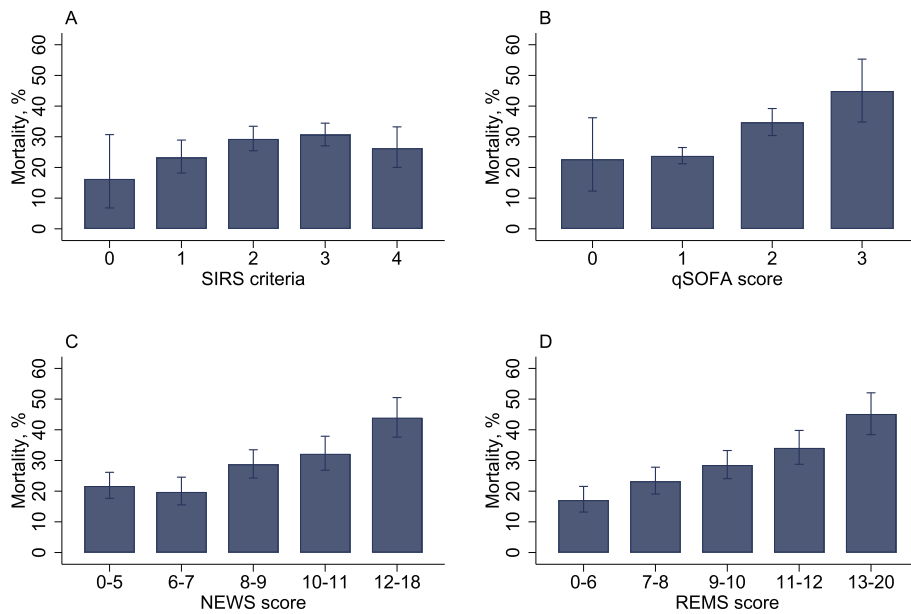 A
Mortality, %
60
50
40
30
20
10
0
0 1 2 3 4
SIRS criteria
B
Mortality, %
60
50
40
30
20
10
0
0 1 2 3
qSOFA score
C
Mortality, %
60
50
40
30
20
10
0
0-5 6-7 8-9 10-11 12-18
NEWS score
D
Mortality, %
60
50
40
30
20
10
0
0-6 7-8 9-10 11-12 13-20
REMS score